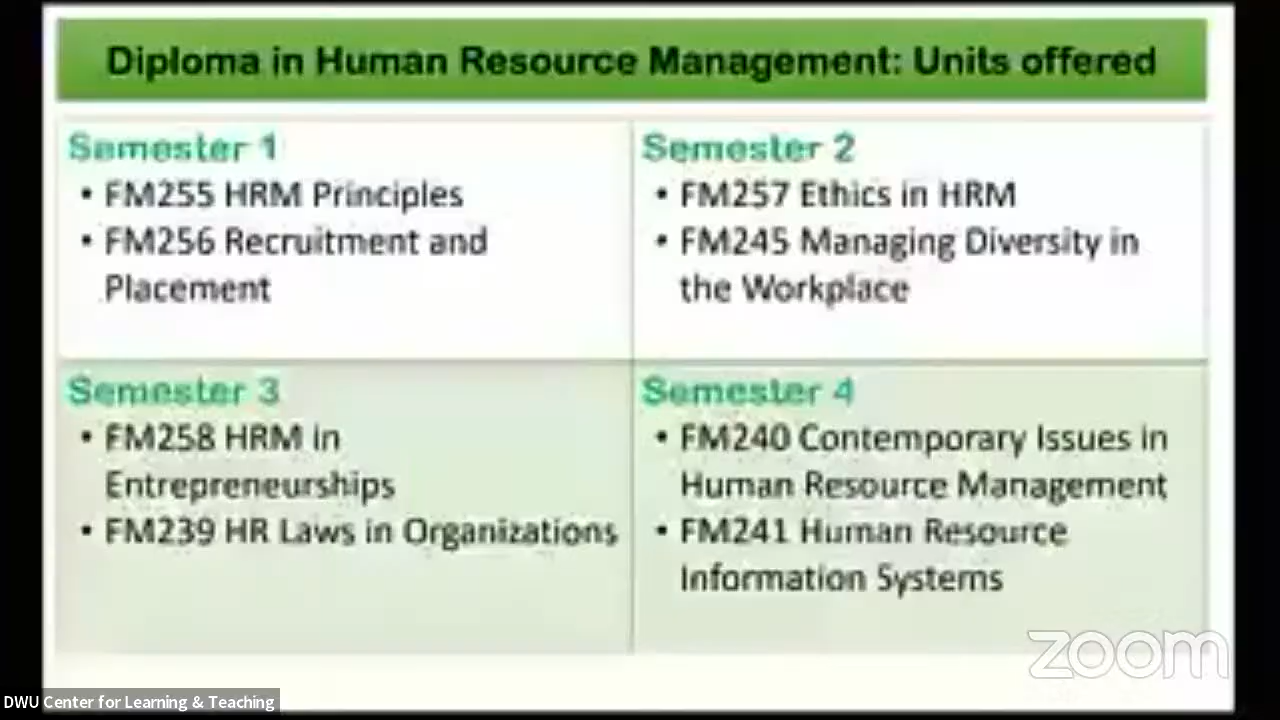 Diploma in Human Resource Management: Units offered
Semester 1
• FM255 HRM Principles
• FM256 Recruitment and
Placement
Semester 2
• FM257 Ethics in HRM
• FM245 Managing Diversity in
the Workplace
Semester 3
• FM258 HRM in
Entrepreneurships
• FM239 HR Laws in Organizations
Semester 4
• FM240 Contemporary Issues in
Human Resource Management
• FM241 Human Resource
Information Systems
zoom
DWU Center for Learning & Teaching